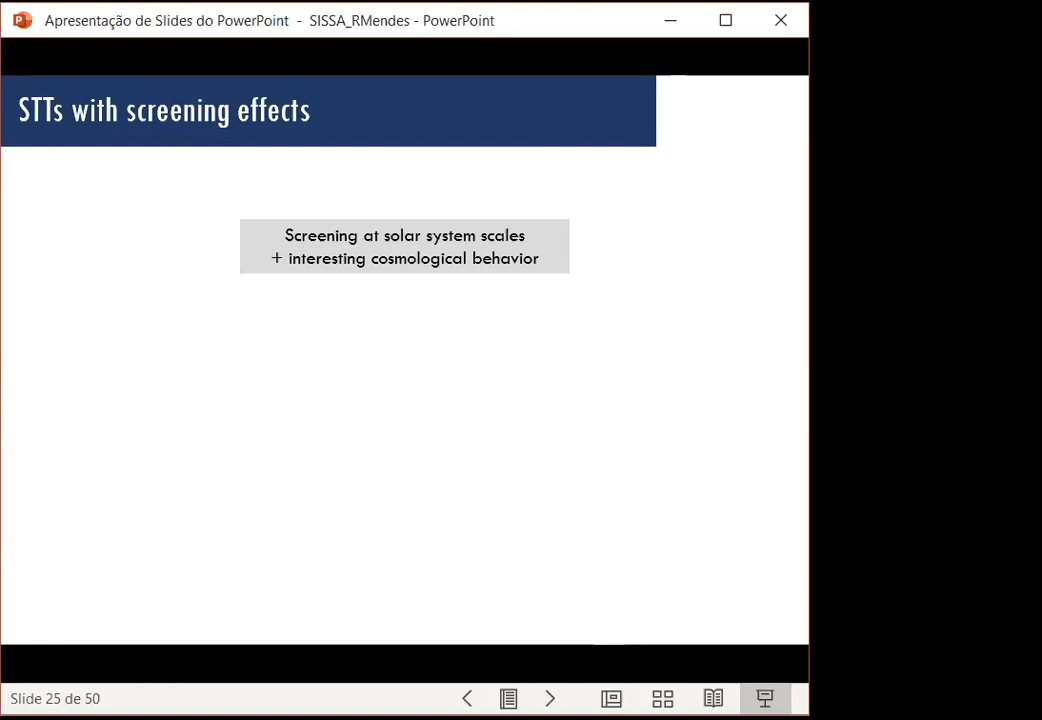 Apresentação de Slides do PowerPoint - SISSA_RMendes - PowerPoint
STTs with screening effects
Screening at solar system scales
+ interesting cosmological behavior
Slide 25 de 50